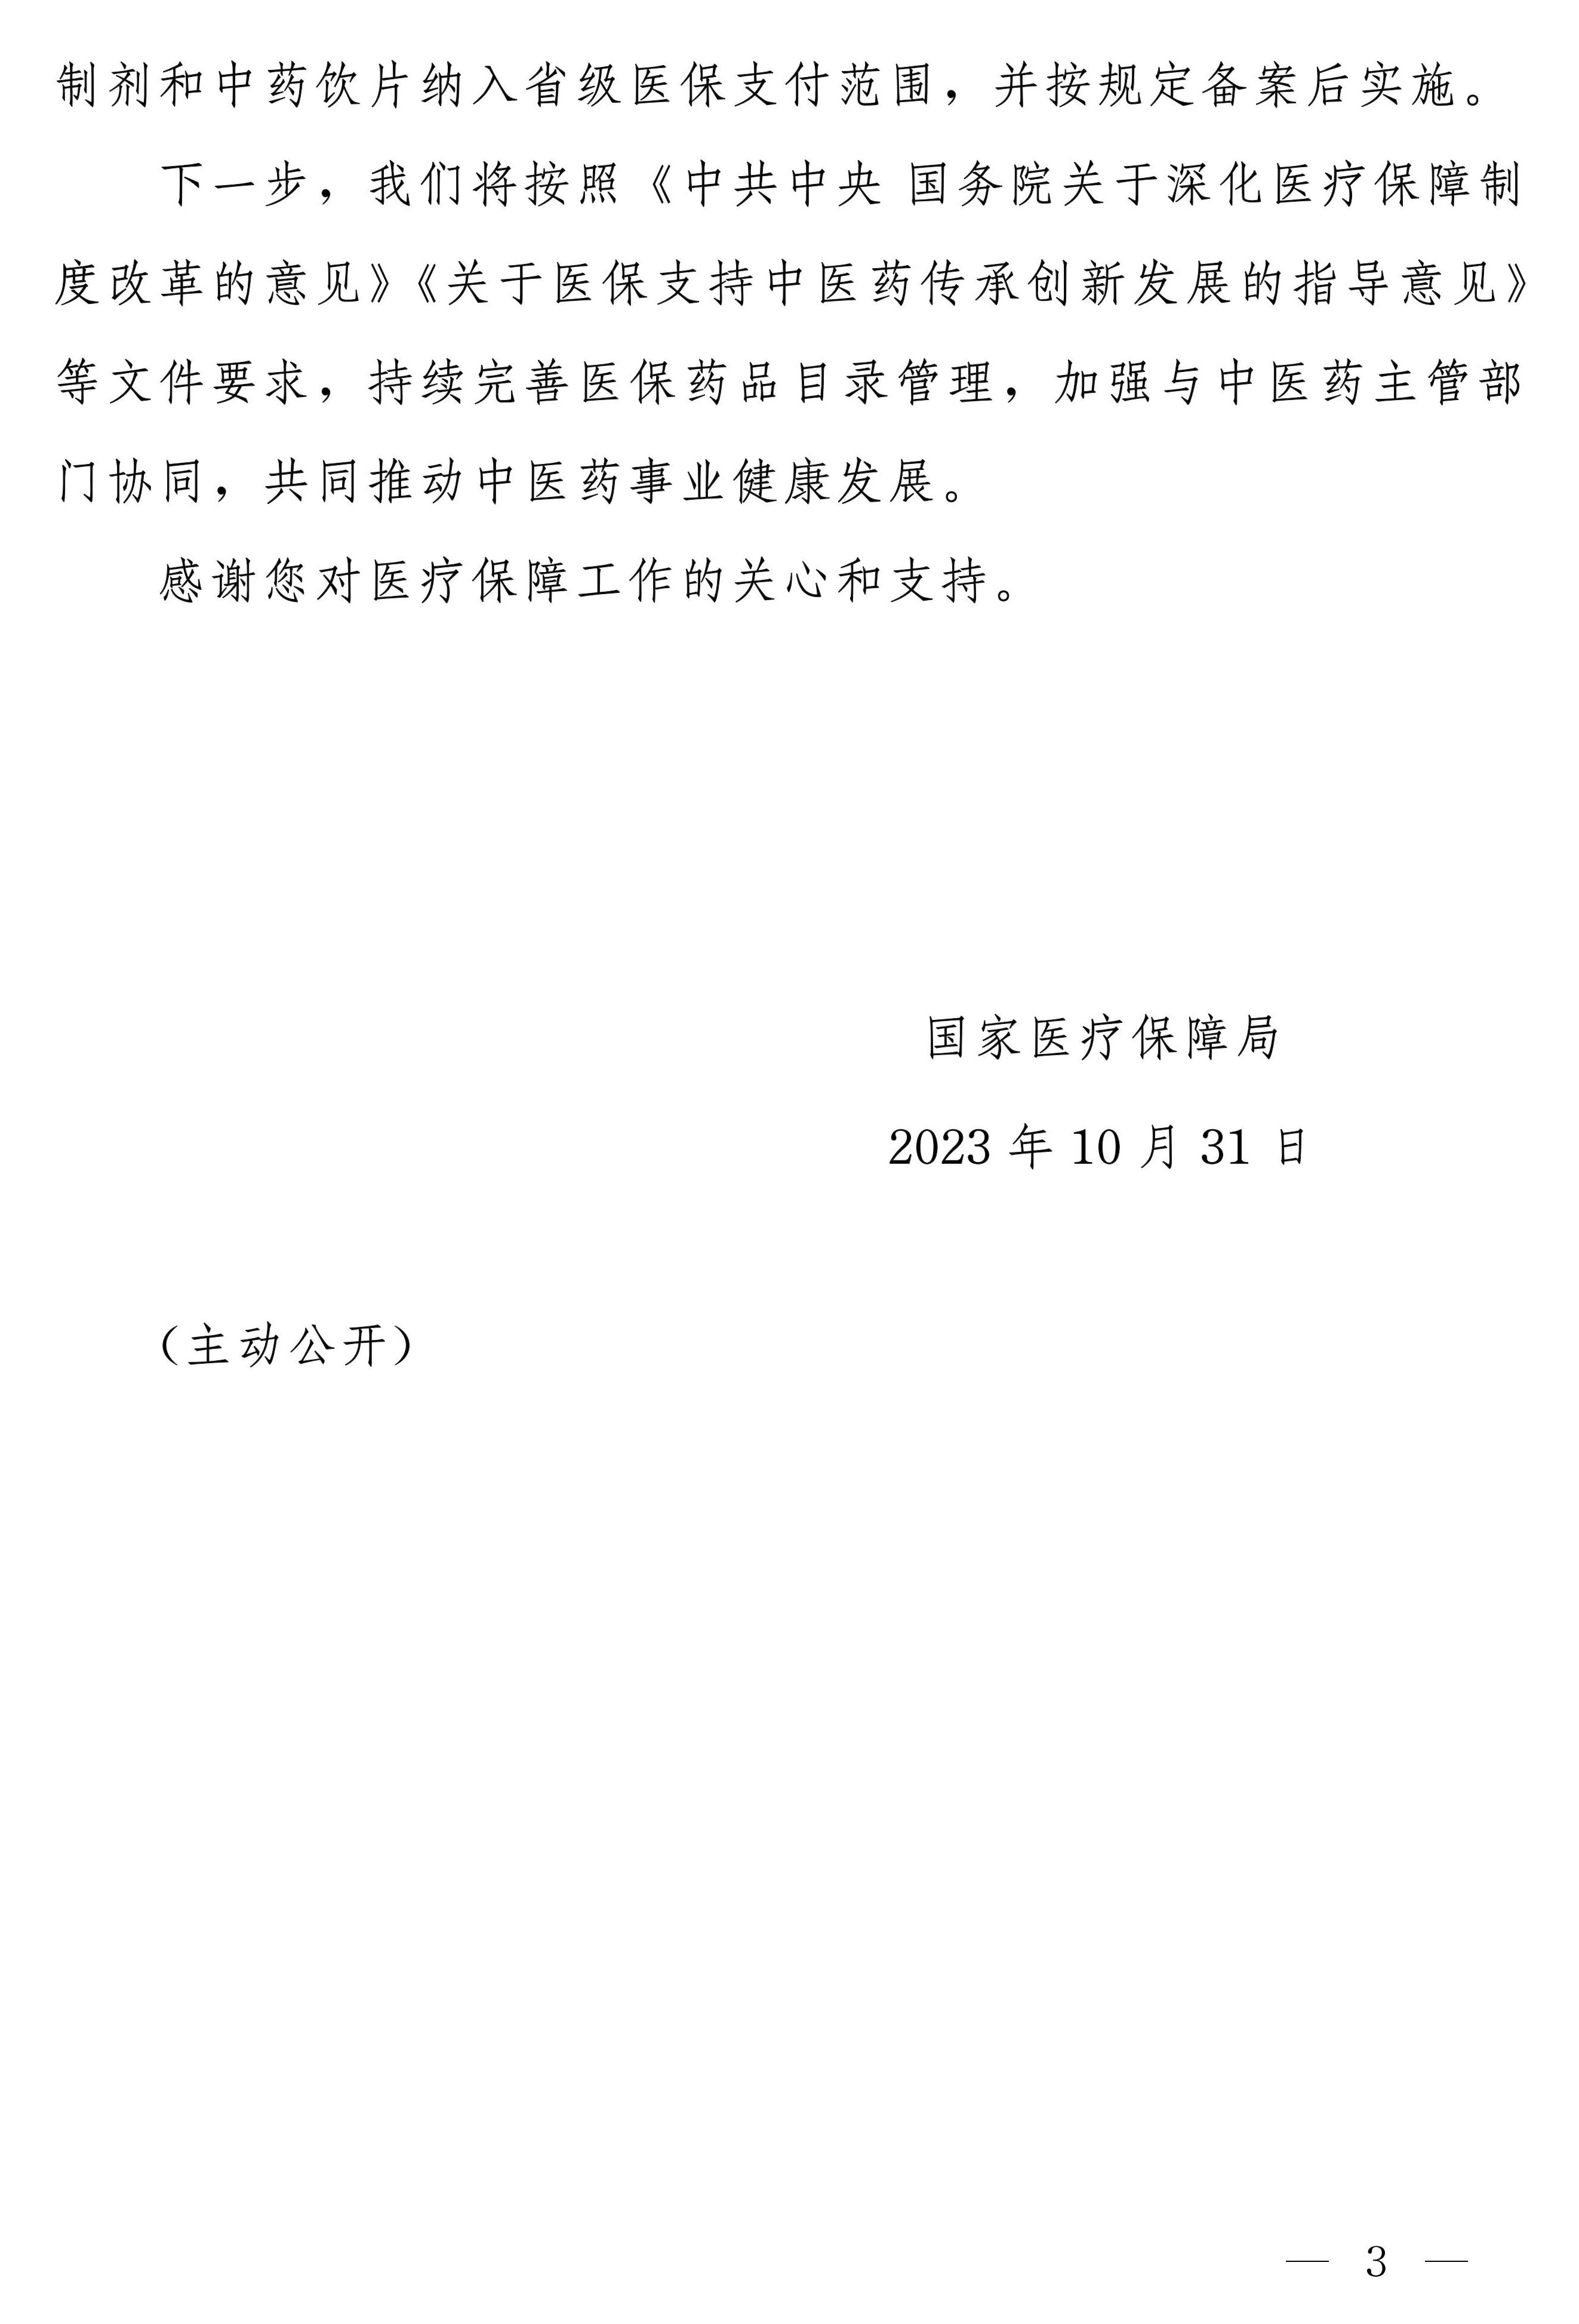 制剂和中药饮片纳入省级医保支付范围，并按规定备案后实施。
下一步，我们将按照《中共中央 国务院关于深化医疗保障制
度改革的意见》《关于医保支持中医药传承创新发展的指导意见》
等文件要求，持续完善医保药品目录管理，加强与中医药主管部
门协同，共同推动中医药事业健康发展。
感谢您对医疗保障工作的关心和支持。
国家医疗保障局
2023 年 10 月 31 日
（主动公开）
— 3 —